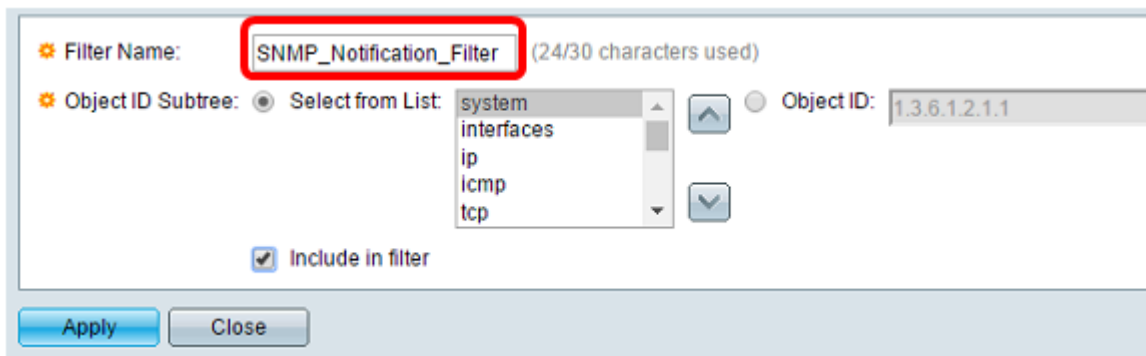 Filter Name: SNMP_Notification_Filter (24/30 characters used)
Object ID Subtree: Select from List: system Object ID: 1.3.6.1.2.1.1
interfaces
ip
icmp
tcp
Include in filter
Apply Close